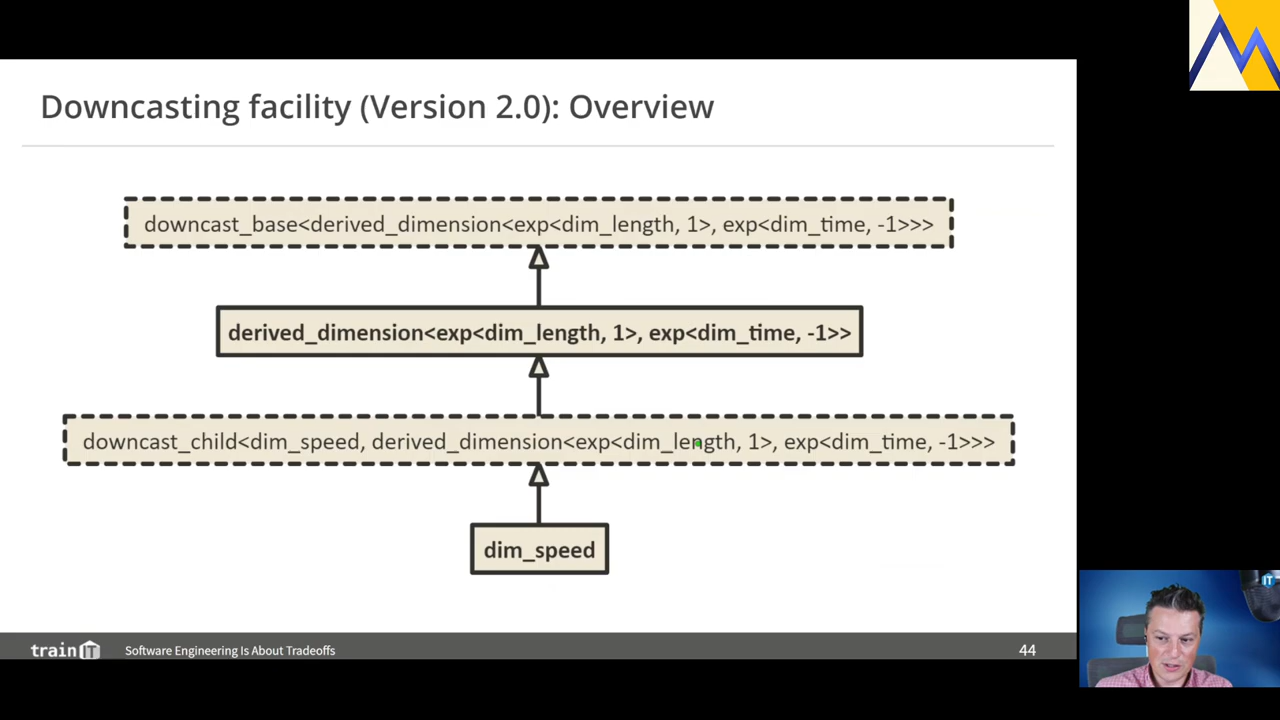 Downcasting facility (Version 2.0): Overview
downcast_base<derived_dimension<exp<dim_length, 1>, exp<dim_time, -1>>>
derived_dimension<exp<dim_length, 1>, exp<dim_time, -1>>
downcast_child<dim_speed, derived_dimension<exp<dim_length, 1>, exp<dim_time, -1>>>
dim_speed
train IT
Software Engineering Is About Tradeoffs
44
IT